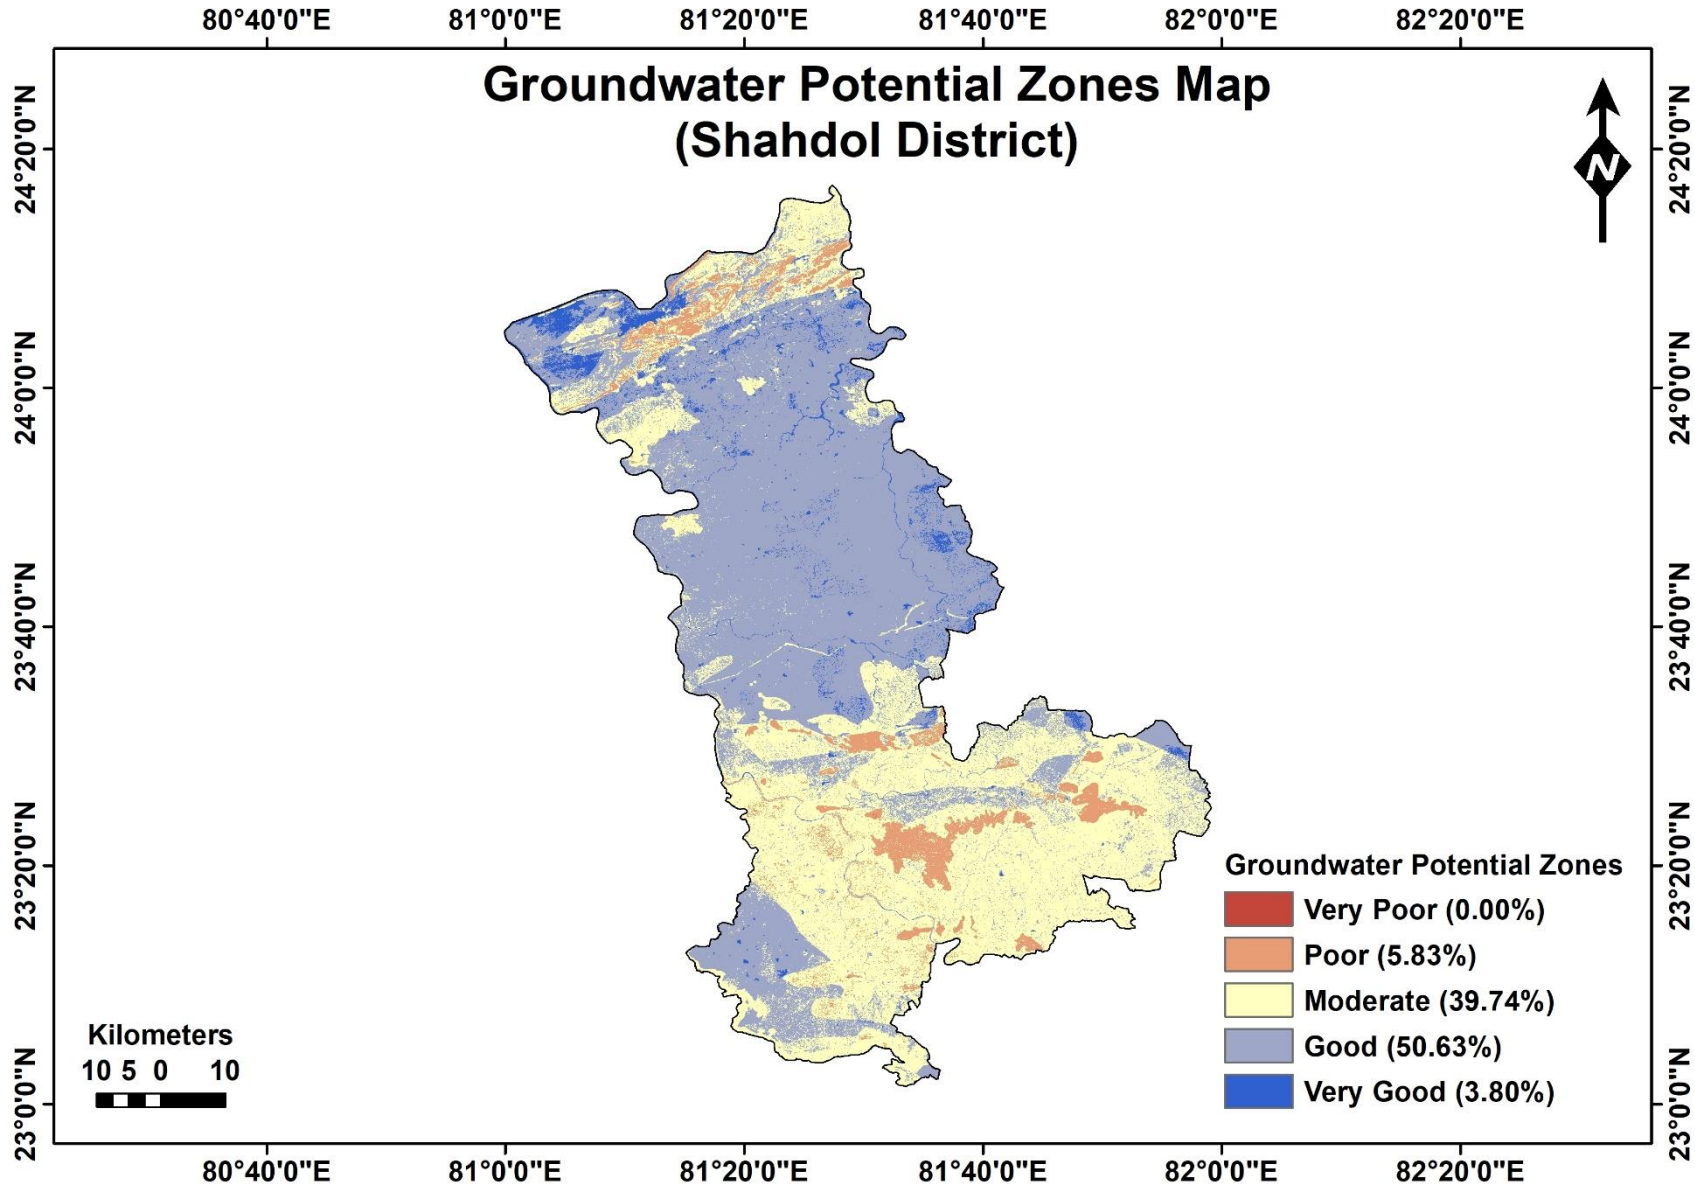 80°40'0"E 81°0'0"E 81°20'0"E 81°40'0"E 82°0'0"E 82°20'0"E
Groundwater Potential Zones Map
(Shahdol District)
N
24°20'0"N 24°20'0"N
24°0'0"N 24°0'0"N
23°40'0"N 23°40'0"N
23°20'0"N 23°20'0"N
23°0'0"N 23°0'0"N
Groundwater Potential Zones
Very Poor (0.00%)
Poor (5.83%)
Moderate (39.74%)
Good (50.63%)
Very Good (3.80%)
Kilometers
10 5 0 10
80°40'0"E 81°0'0"E 81°20'0"E 81°40'0"E 82°0'0"E 82°20'0"E